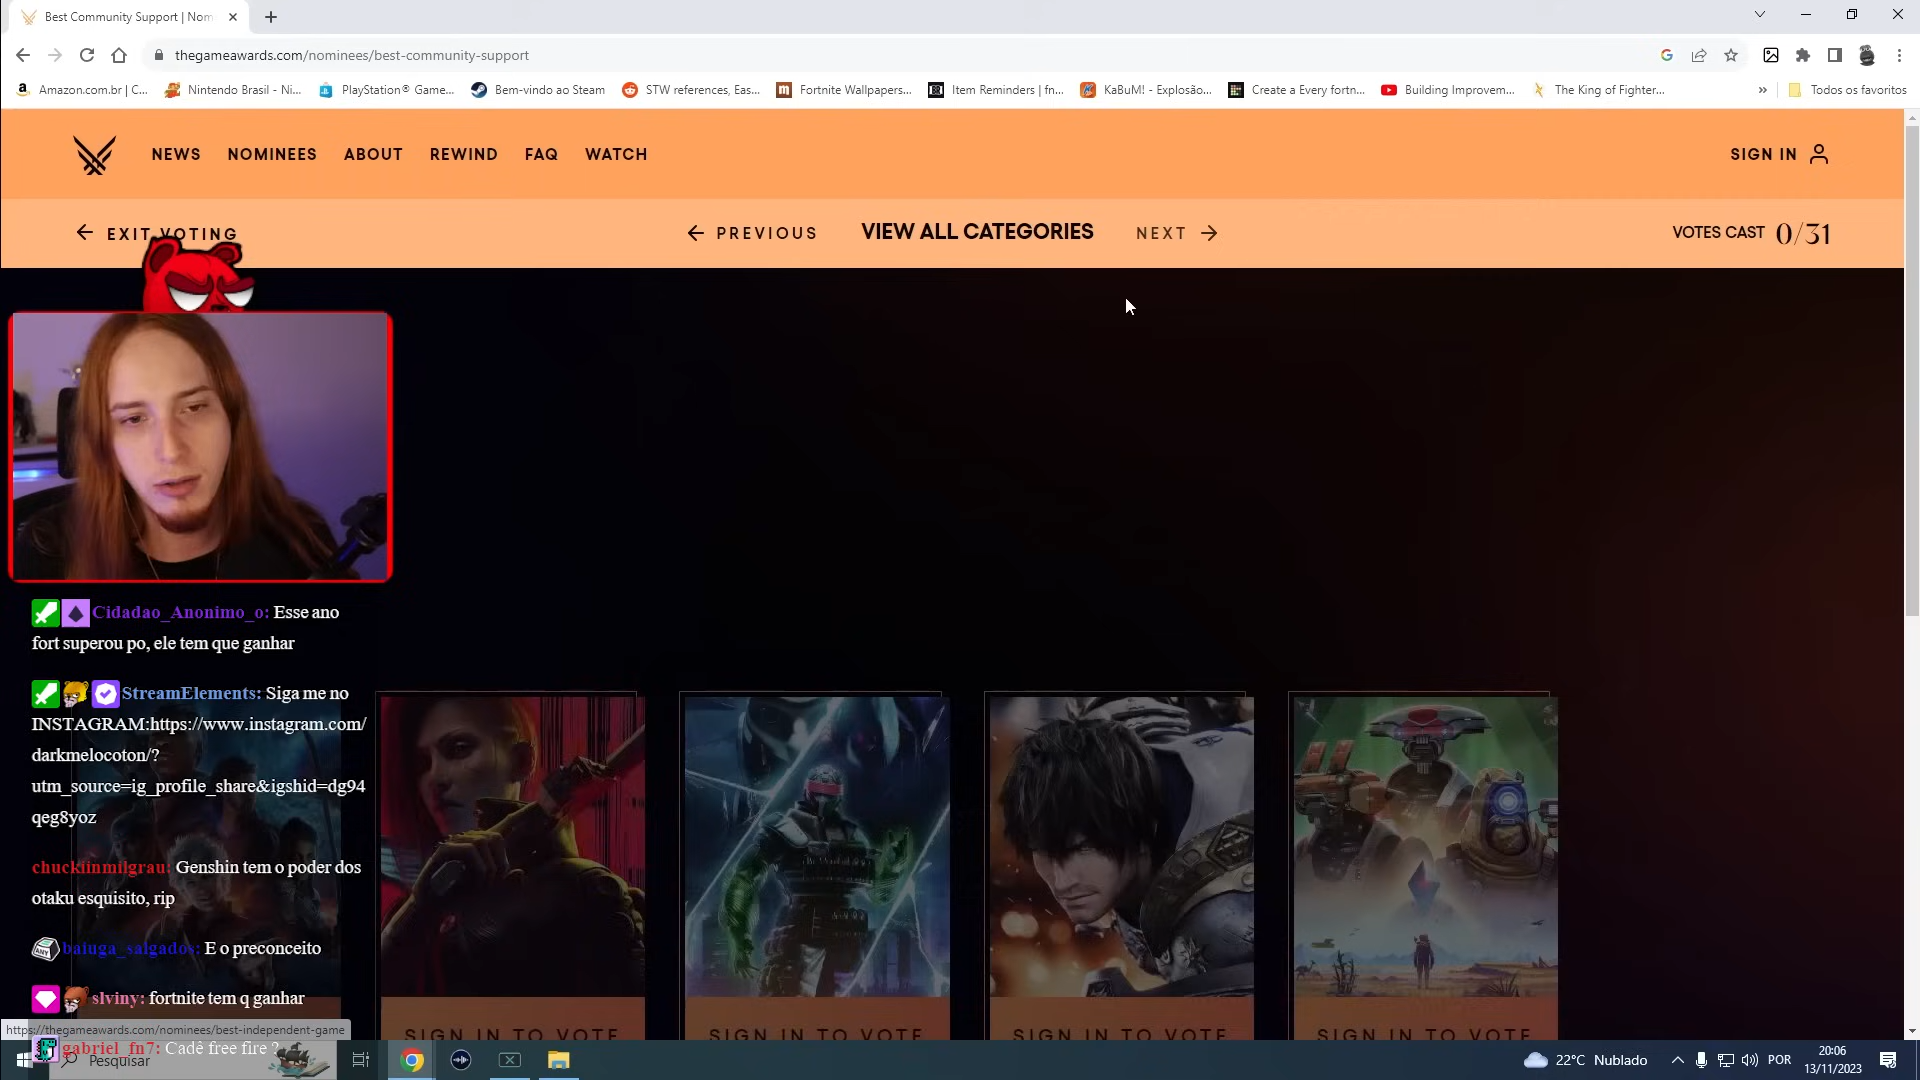 Best Community Support | Nom
thegameawards.com/nominees/best-community-support
Amazon.com.br | C...
Nintendo Brasil - Ni...
PlayStation® Game...
Bem-vindo ao Steam
STW references, Eas...
Fortnite Wallpapers...
Item Reminders | fn...
KaBuM! - Explosão...
Create a Every fortn...
Building Improvem...
The King of Fighter...
»
Todos os favoritos
NEWS NOMINEES ABOUT REWIND FAQ WATCH
SIGN IN
EXIT VOTING
PREVIOUS
VIEW ALL CATEGORIES
NEXT
VOTES CAST 0/31
Cidadao_Anonimo_o: Esse ano
fort superou po, ele tem que ganhar
StreamElements: Siga me no
INSTAGRAM:https://www.instagram.com/
darkmelocoton/?
utm_source=ig_profile_share&igshid=dg94
qeg8yoz
chuckiinmilgrau: Genshin tem o poder dos
otaku esquisito, rip
baiuga_salgados: E o preconceito
slviny: fortnite tem q ganhar
SIGN IN TO VOTE
SIGN IN TO VOTE
SIGN IN TO VOTE
SIGN IN TO VOTE
https://thegameawards.com/nominees/best-independent-game
gabriel_fn7: Cadê free fire ?
Pesquisar
22°C Nublado
POR
20:06
13/11/2023